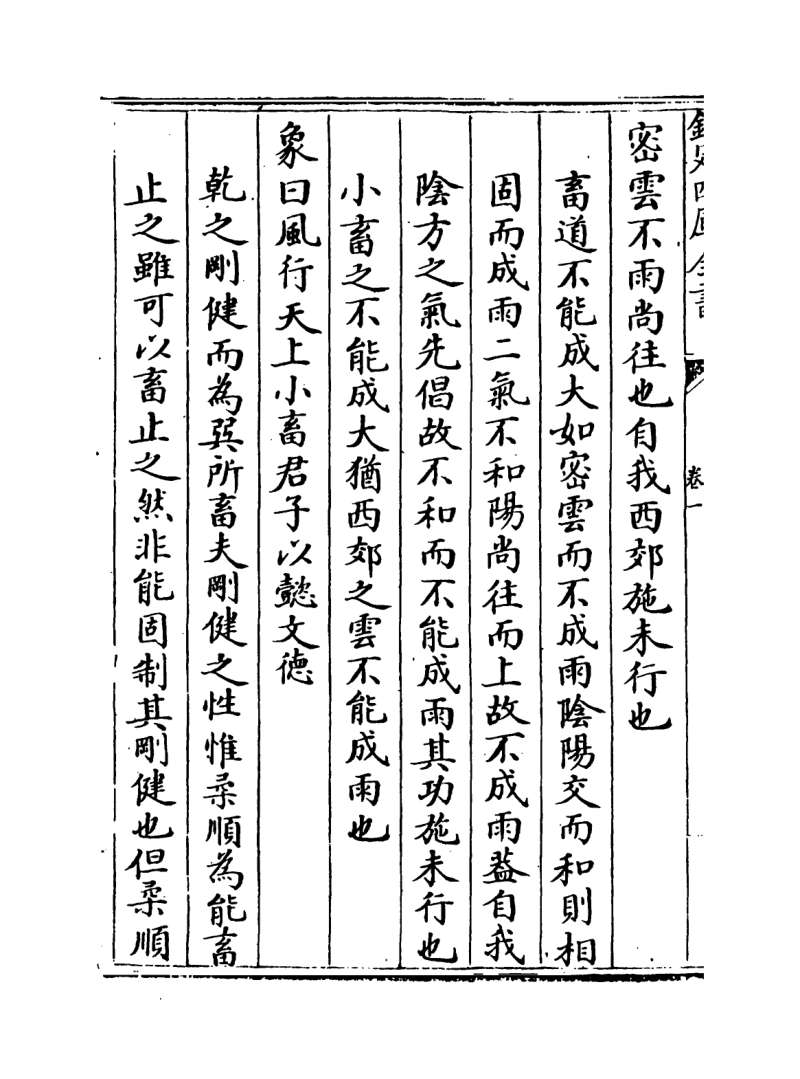 欽定四庫全書
卷一
密雲不雨尚往也自我西郊施未行也
畜道不能成大如密雲而不成雨陰陽交而和則相
固而成雨二氣不和陽尚往而上故不成雨葢自我
陰方之氣先倡故不和而不能成雨其功施未行也
小畜之不能成大猶西郊之雲不能成雨也
象曰風行天上小畜君子以懿文德
乾之剛健而為巽所畜夫剛健之性惟柔順為能畜
止之雖可以畜止之然非能固制其剛健也但柔順